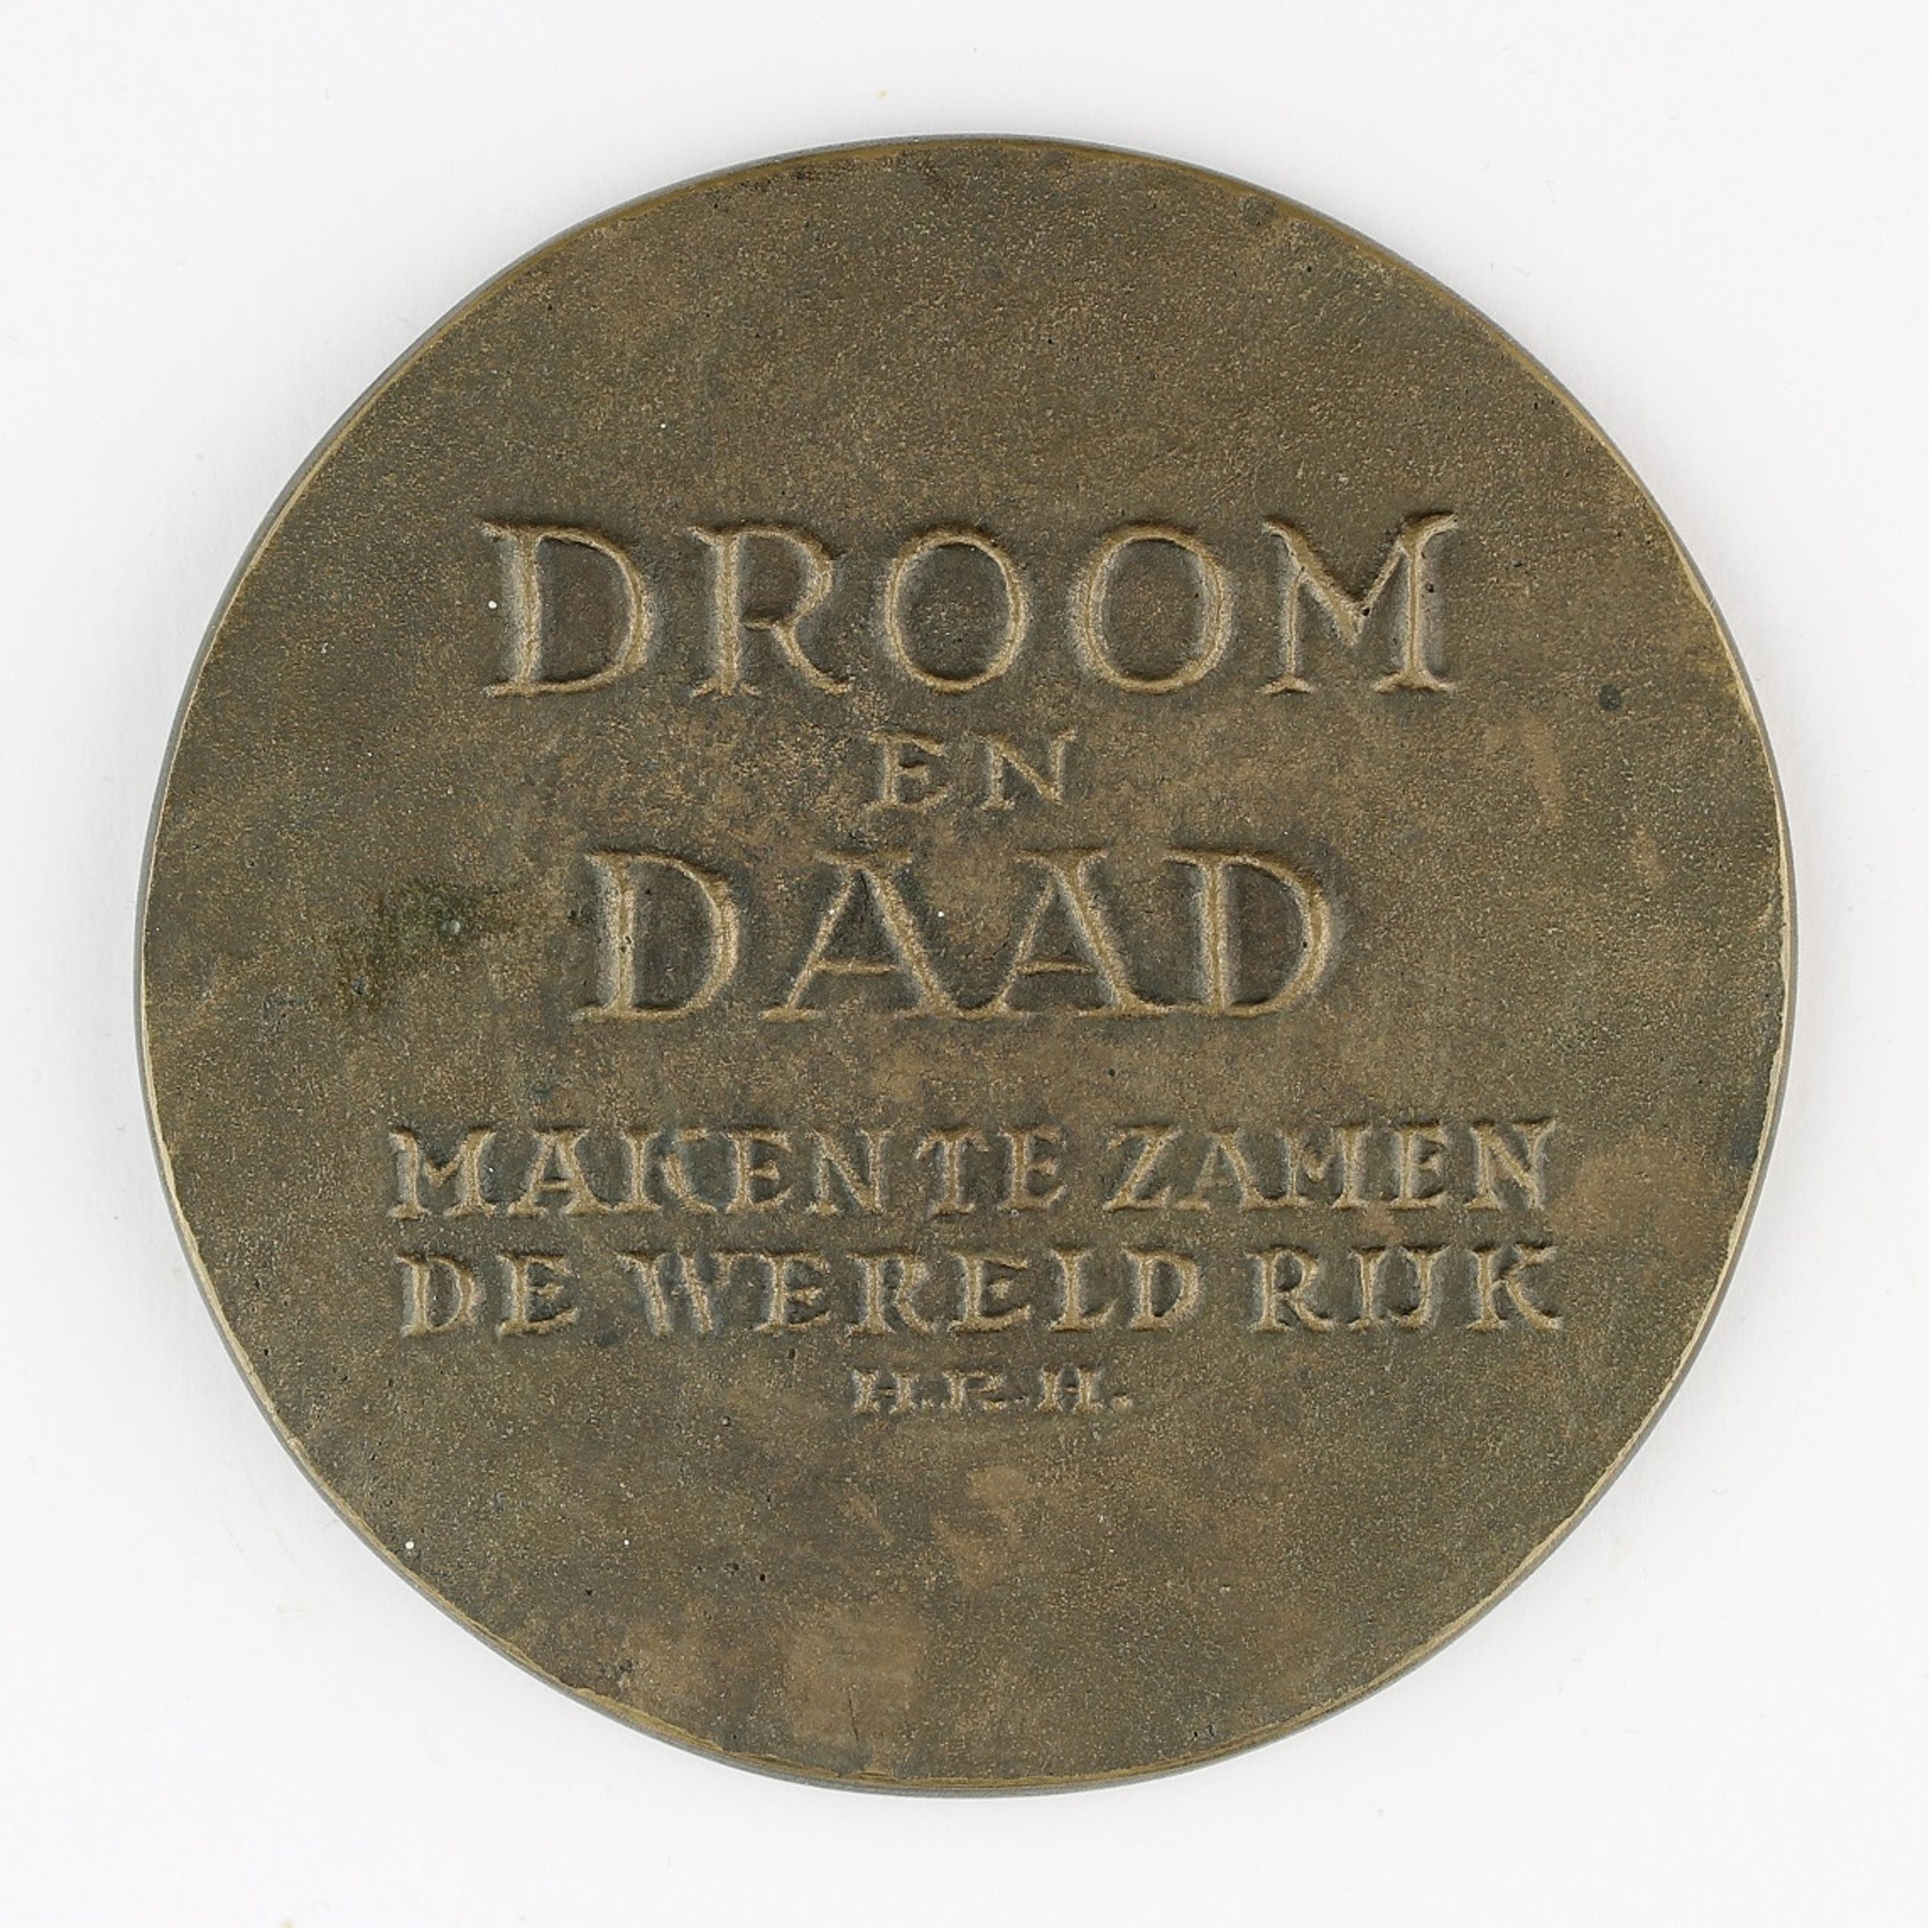 DROOM
EN
DAAD
MAKEN TE ZAMEN
DE WERELD RIJK
H.R.H.